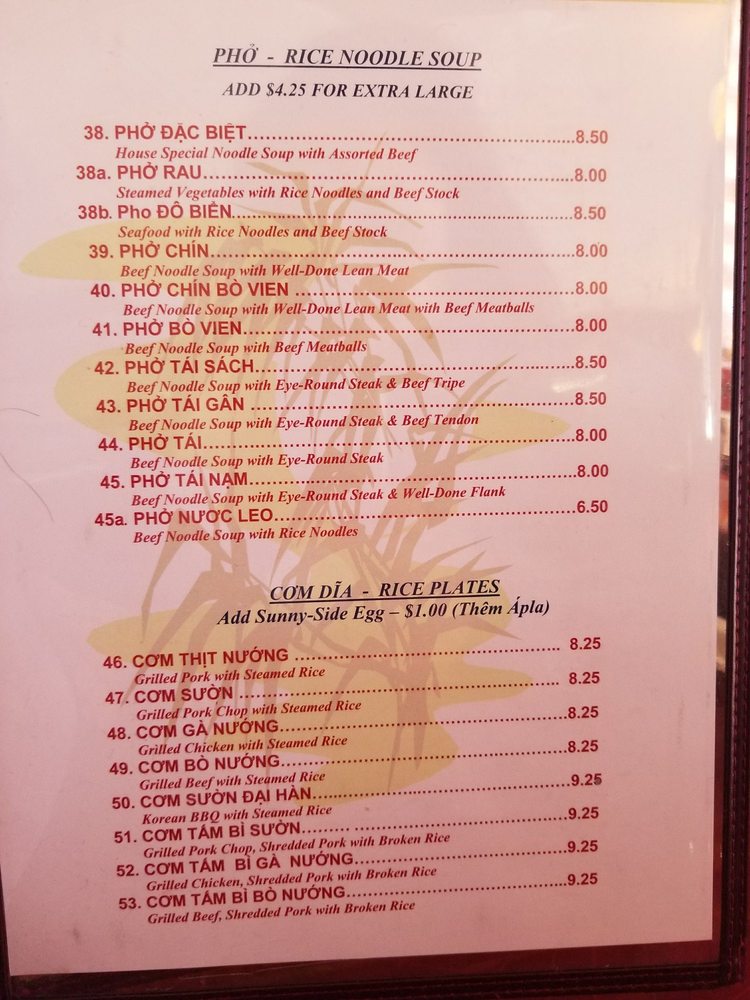 PHỞ - RICE NOODLE SOUP
ADD $4.25 FOR EXTRA LARGE
38. PHỞ ĐẶC BIỆT.......................................................8.50
House Special Noodle Soup with Assorted Beef
38a. PHỞ RAU.......................................................8.00
Steamed Vegetables with Rice Noodles and Beef Stock
38b. Pho ĐÔ BIỂN.......................................................8.50
Seafood with Rice Noodles and Beef Stock
39. PHỞ CHÍN.......................................................8.00
Beef Noodle Soup with Well-Done Lean Meat
40. PHỞ CHÍN BÒ VIEN .......................................................8.00
Beef Noodle Soup with Well-Done Lean Meat with Beef Meatballs
41. PHỞ BÒ VIEN.......................................................8.00
Beef Noodle Soup with Beef Meatballs
42. PHỞ TÁI SÁCH.......................................................8.50
Beef Noodle Soup with Eye-Round Steak & Beef Tripe
43. PHỞ TÁI GÂN .......................................................8.50
Beef Noodle Soup with Eye-Round Steak & Beef Tendon
44. PHỞ TÁI.......................................................8.00
Beef Noodle Soup with Eye-Round Steak
45. PHỞ TÁI NẠM.......................................................8.00
Beef Noodle Soup with Eye-Round Steak & Well-Done Flank
45a. PHỞ NƯƠC LEO.......................................................6.50
Beef Noodle Soup with Rice Noodles
CƠM DĨA - RICE PLATES
Add Sunny-Side Egg – $1.00 (Thêm Ápla)
46. CƠM THỊT NƯỚNG ............................................... 8.25
Grilled Pork with Steamed Rice
47. CƠM SƯỜN ............................................... 8.25
Grilled Pork Chop with Steamed Rice
48. CƠM GÀ NƯỚNG...............................................8.25
Grilled Chicken with Steamed Rice
49. CƠM BÒ NƯỚNG...............................................8.25
Grilled Beef with Steamed Rice
50. CƠM SƯỜN ĐẠI HÀN...............................................9.25
Korean BBQ with Steamed Rice
51. CƠM TẤM BÌ SƯỜN......... ......................................9.25
Grilled Pork Chop, Shredded Pork with Broken Rice
52. CƠM TẤM BÌ GÀ NƯỚNG.........................................9.25
Grilled Chicken, Shredded Pork with Broken Rice
53. CƠM TẤM BÌ BÒ NƯỚNG.........................................9.25
Grilled Beef, Shredded Pork with Broken Rice